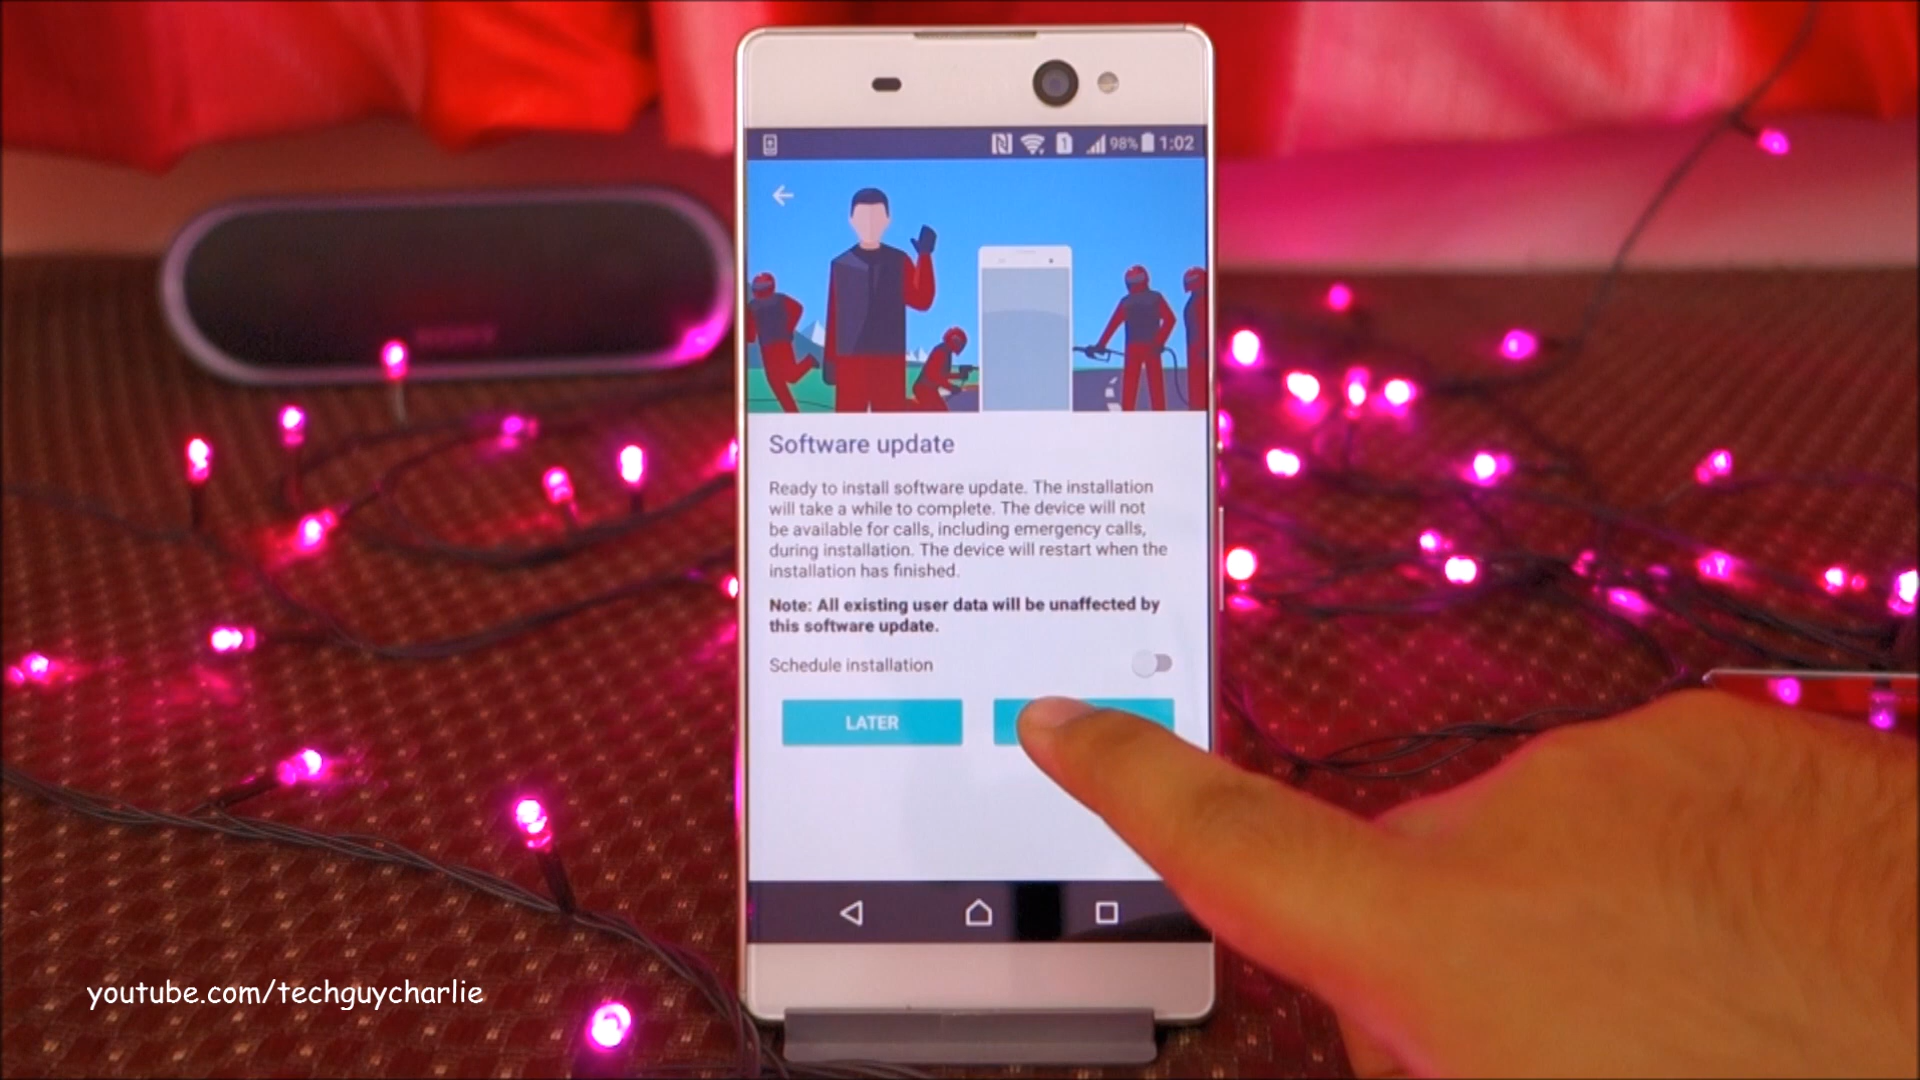 98% 1:02
Software update
Ready to install software update. The installation
will take a while to complete. The device will not
be available for calls, including emergency calls,
during installation. The device will restart when the
installation has finished.
Note: All existing user data will be unaffected by
this software update.
Schedule installation
LATER
youtube.com/techguycharlie